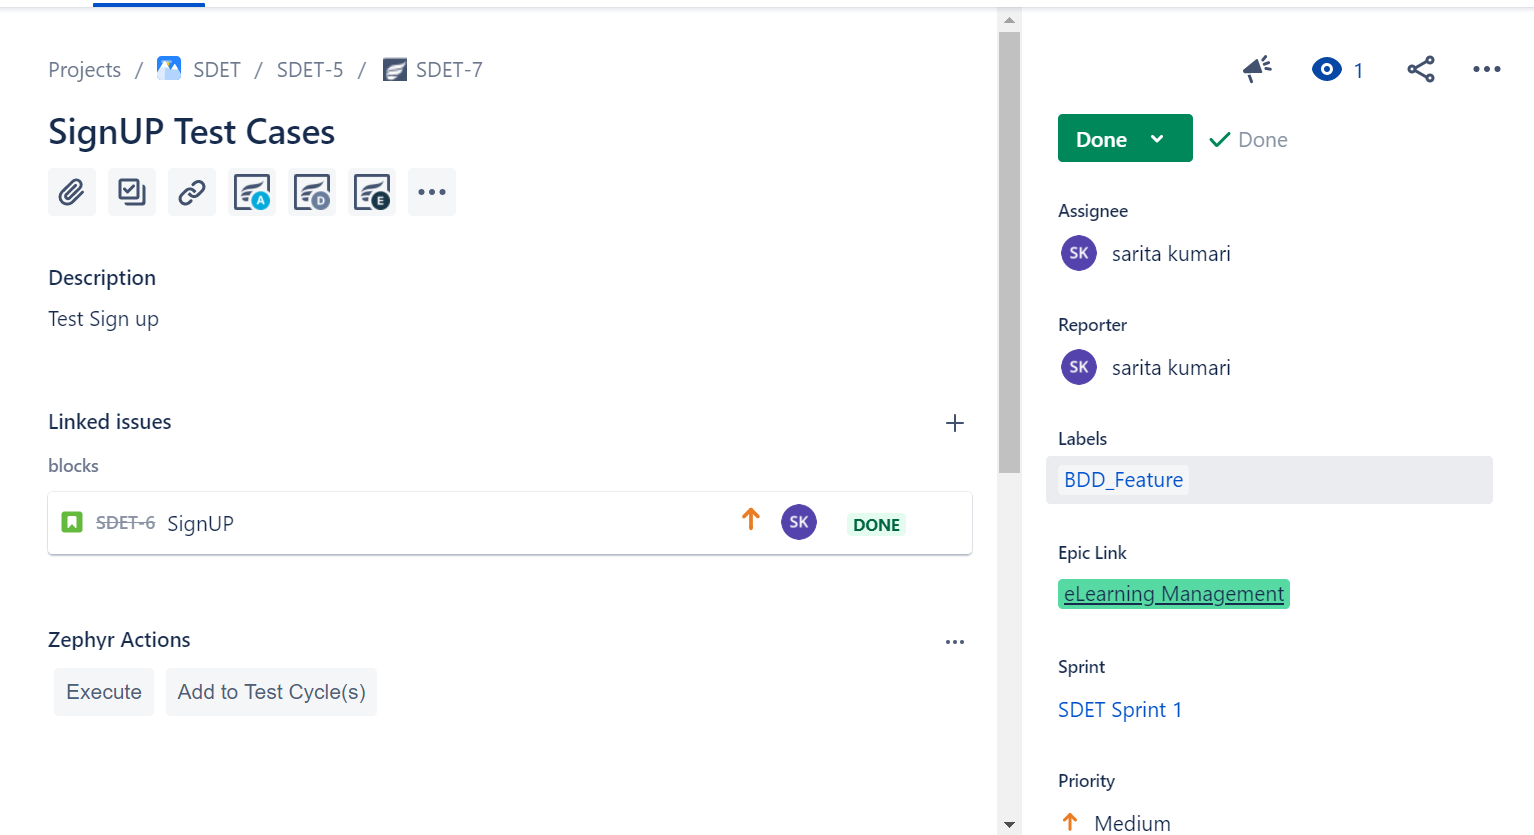 Projects / SDET / SDET-5 / SDET-7
SignUP Test Cases
A D E
Description
Test Sign up
Linked issues
blocks
SDET-6 SignUP SK DONE
Zephyr Actions
Execute Add to Test Cycle(s)
1
Done Done
Assignee
SK sarita kumari
Reporter
SK sarita kumari
Labels
BDD_Feature
Epic Link
eLearning Management
Sprint
SDET Sprint 1
Priority
Medium